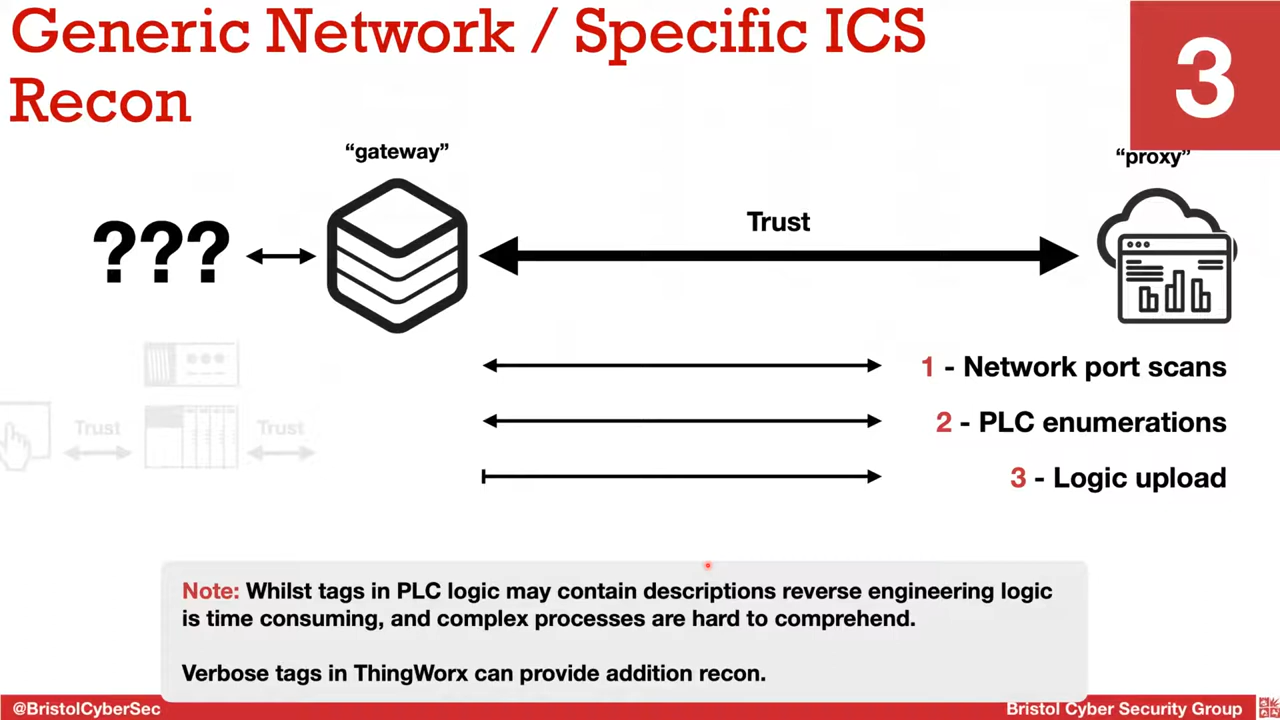 Generic Network / Specific ICS
Recon
3
“gateway”
“proxy”
???
Trust
1 - Network port scans
2 - PLC enumerations
3 - Logic upload
Trust
Trust
Note: Whilst tags in PLC logic may contain descriptions reverse engineering logic
is time consuming, and complex processes are hard to comprehend.
Verbose tags in ThingWorx can provide addition recon.
@BristolCyberSec
Bristol Cyber Security Group